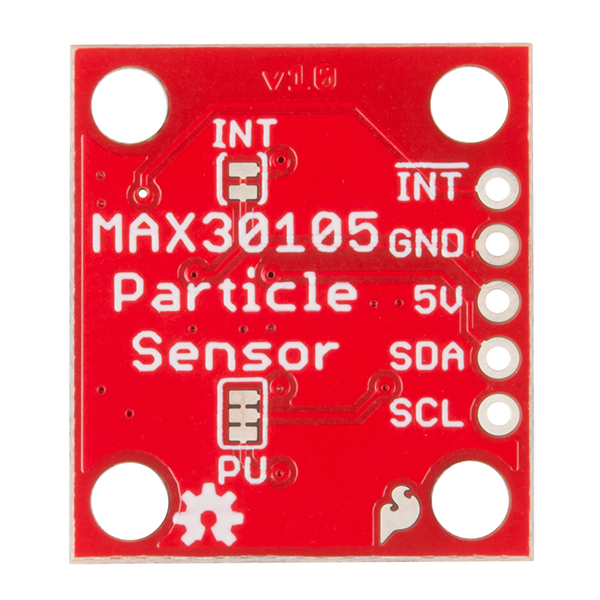 v10
INT
INT
MAX30105
GND
Particle
5V
Sensor
SDA
SCL
PU